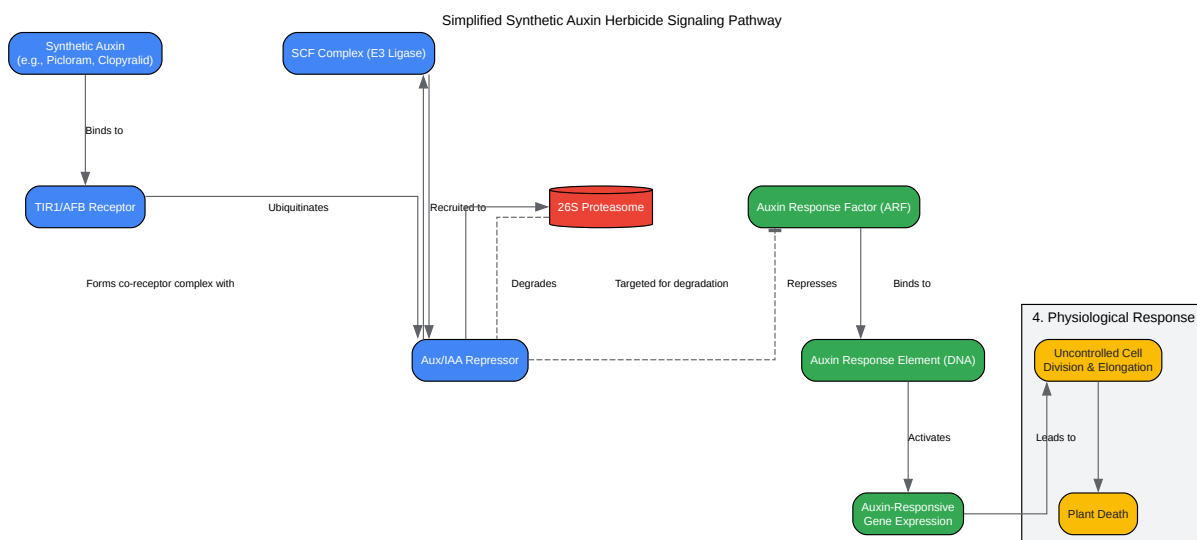 Simplified Synthetic Auxin Herbicide Signaling Pathway
Synthetic Auxin
(e.g., Picloram, Clopyralid)
SCF Complex (E3 Ligase)
Binds to
TIR1/AFB Receptor
Ubiquitinates
Recruited to
26S Proteasome
Auxin Response Factor (ARF)
Forms co-receptor complex with
Degrades
Targeted for degradation
Represses
Binds to
4. Physiological Response
Aux/IAA Repressor
Auxin Response Element (DNA)
Uncontrolled Cell
Division & Elongation
Activates
Leads to
Auxin-Responsive
Gene Expression
Plant Death